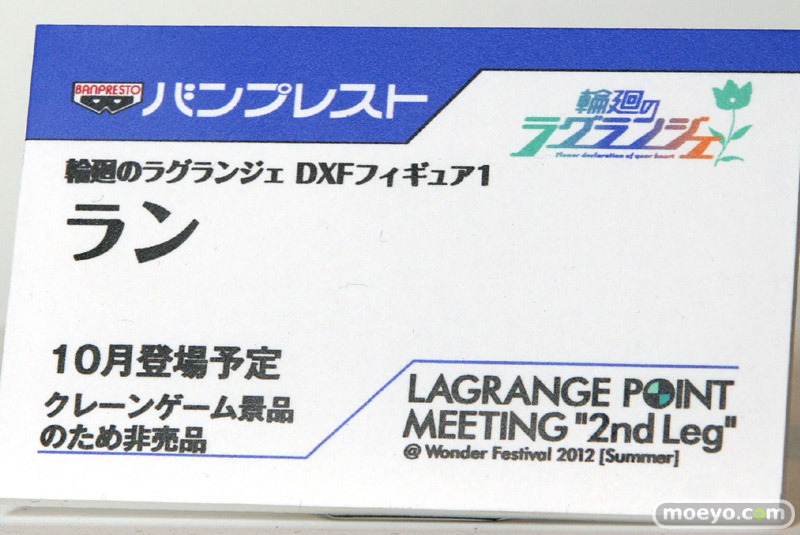 BANPRESTO バンプレスト
輪廻の
ラグランジェ
Flower declaration of your heart
輪廻のラグランジェ DXFフィギュア1
ラン
10月登場予定
クレーンゲーム景品
のため非売品
LAGRANGE POINT
MEETING "2nd Leg"
@ Wonder Festival 2012 [Summer]
moeyo.com